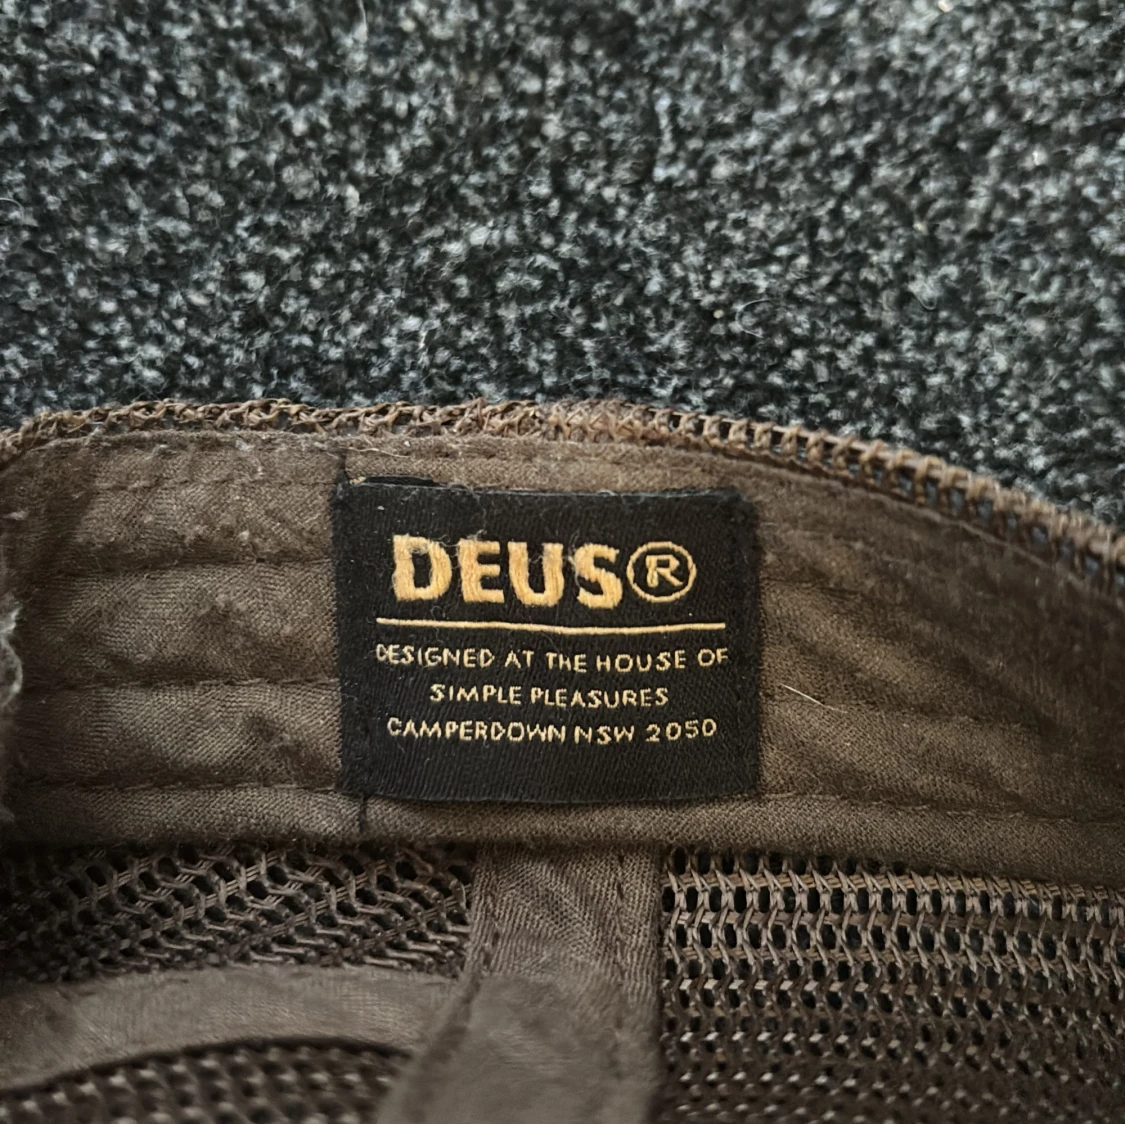 DEUS®
DESIGNED AT THE HOUSE OF
SIMPLE PLEASURES
CAMPERDOWN NSW 2050